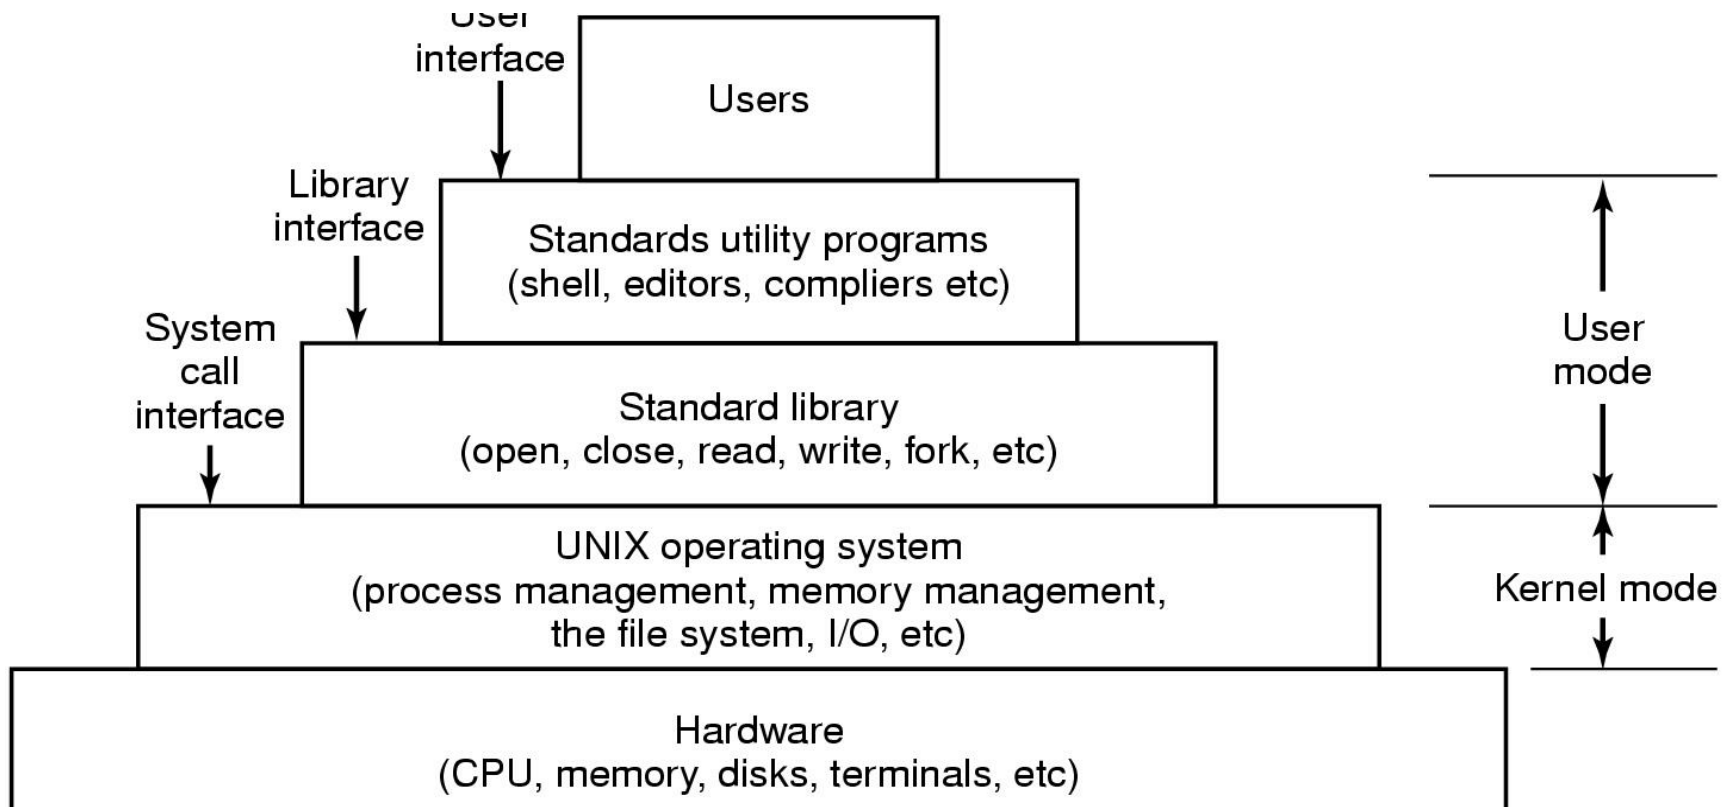 User
interface
Users
Library
interface
Standards utility programs
(shell, editors, compliers etc)
System
call
interface
User
mode
Standard library
(open, close, read, write, fork, etc)
UNIX operating system
(process management, memory management,
the file system, I/O, etc)
Kernel mode
Hardware
(CPU, memory, disks, terminals, etc)